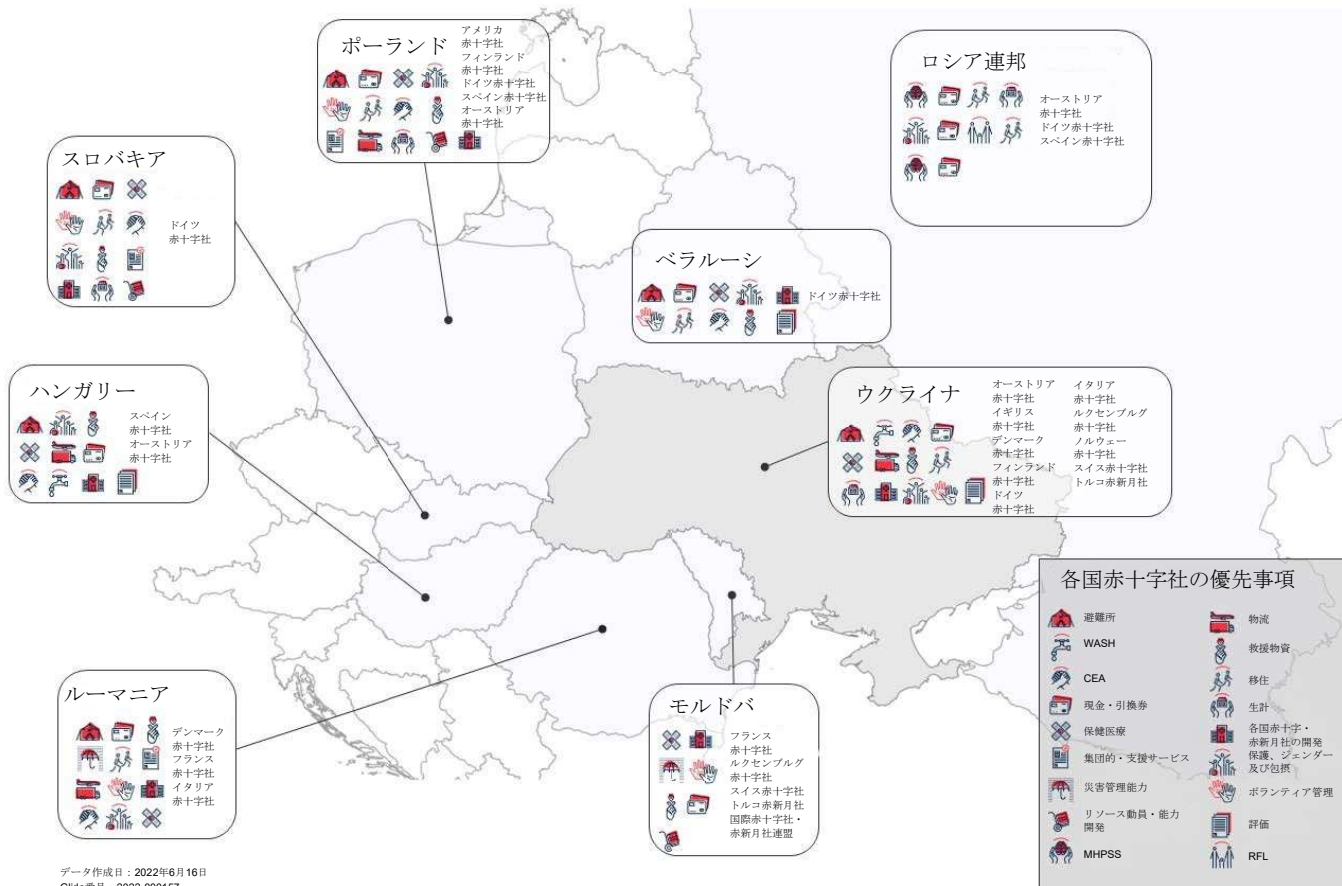 ポーランド
アメリカ
赤十字社
フィンランド
赤十字社
ドイツ赤十字社
スペイン赤十字社
オーストリア
赤十字社
ロシア連邦
オーストリア
赤十字社
ドイツ赤十字社
スペイン赤十字社
スロバキア
ドイツ
赤十字社
ベラルーシ
ドイツ赤十字社
ハンガリー
スペイン
赤十字社
オーストリア
赤十字社
ウクライナ
オーストリア
赤十字社
イギリス
赤十字社
デンマーク
赤十字社
フィンランド
赤十字社
ドイツ
赤十字社
イタリア
赤十字社
ルクセンブルグ
赤十字社
ノルウェー
赤十字社
スイス赤十字社
トルコ赤新月社
ルーマニア
デンマーク
赤十字社
フランス
赤十字社
イタリア
赤十字社
モルドバ
フランス
赤十字社
ルクセンブルグ
赤十字社
スイス赤十字社
トルコ赤新月社
国際赤十字社・
赤新月社連盟
各国赤十字社の優先事項
避難所
WASH
CEA
現金・引換券
保健医療
集団的・支援サービス
災害管理能力
リソース動員・能力
開発
MHPSS
物流
救援物資
移住
生計
各国赤十字・
赤新月社の開発
保護、ジェンダー
及び包摂
ボランティア管理
評価
RFL
データ作成日：2022年6月16日